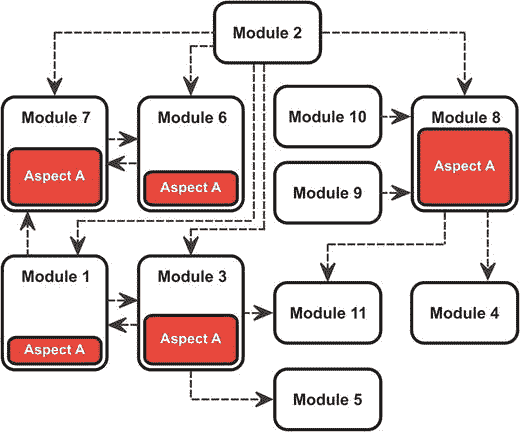 Module 2
Module 7
Module 6
Module 10
Module 8
Aspect A
Aspect A
Aspect A
Module 9
Module 1
Module 3
Module 11
Module 4
Aspect A
Aspect A
Module 5